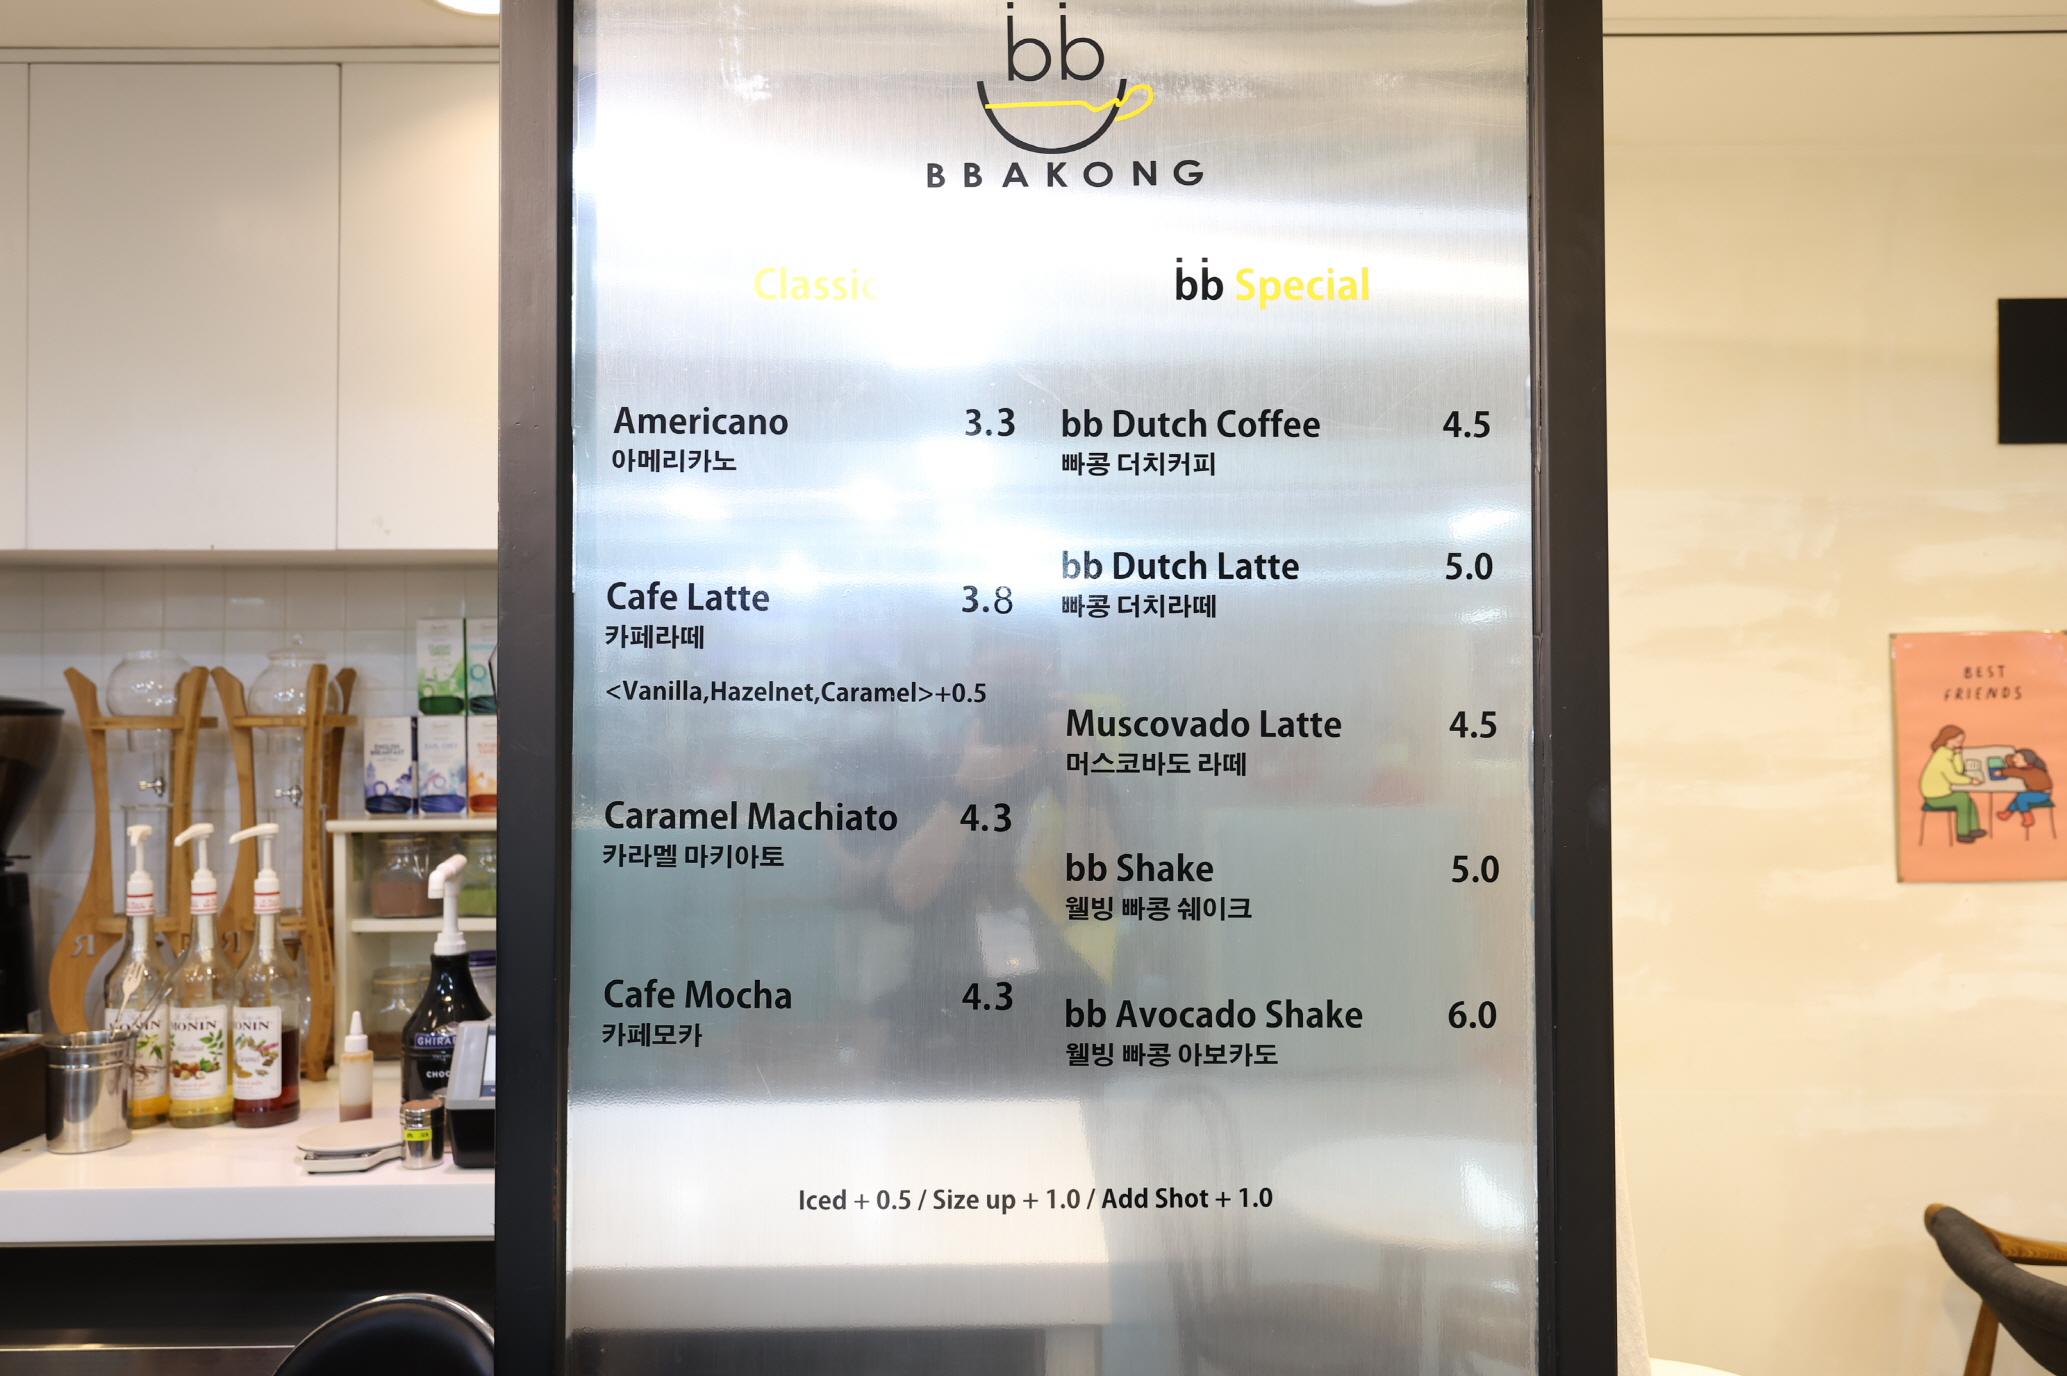 bb
BBAKONG
Classic
Americano 3.3
아메리카노
Cafe Latte 3.8
카페라떼
<Vanilla,Hazelnet,Caramel>+0.5
Caramel Machiato 4.3
카라멜 마키아토
Cafe Mocha 4.3
카페모카
bb Special
bb Dutch Coffee 4.5
빠콩 더치커피
bb Dutch Latte 5.0
빠콩 더치라떼
Muscovado Latte 4.5
머스코바도 라떼
bb Shake 5.0
웰빙 빠콩 쉐이크
bb Avocado Shake 6.0
웰빙 빠콩 아보카도
Iced + 0.5 / Size up + 1.0 / Add Shot + 1.0
BEST
FRIENDS
ENGLISH
BREAKFAST
EARL GREY
MONIN
MONIN
MONIN